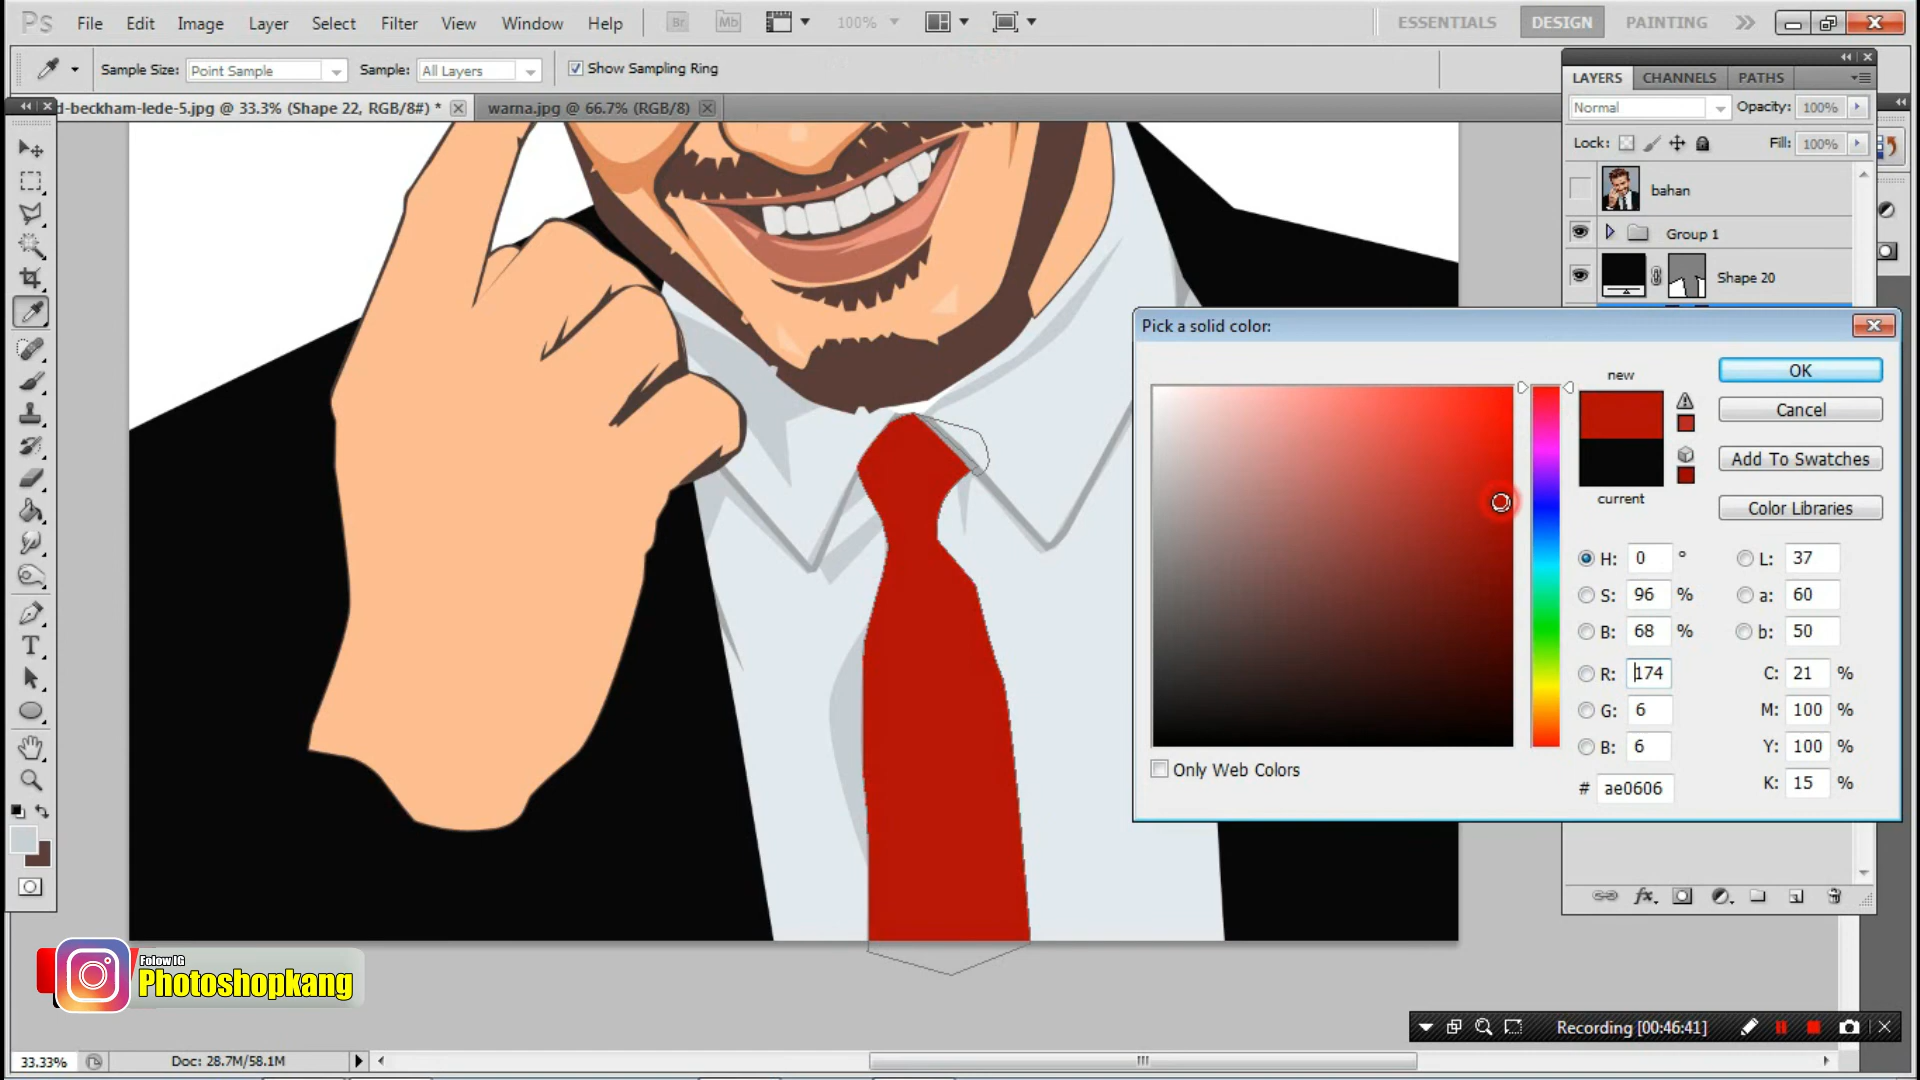 Ps File Edit Image Layer Select Filter View Window Help Br Mb 100% ESSENTIALS DESIGN PAINTING
Sample Size: Point Sample Sample: All Layers Show Sampling Ring
d-beckham-lede-5.jpg @ 33.3% (Shape 22, RGB/8#) * warna.jpg @ 66.7% (RGB/8)
LAYERS CHANNELS PATHS
Normal Opacity: 100%
Lock: Fill: 100%
bahan
Group 1
Shape 20
Pick a solid color:
new
current
OK
Cancel
Add To Swatches
Color Libraries
H: 0 ° L: 37
S: 96 % a: 60
B: 68 % b: 50
R: 174 C: 21 %
G: 6 M: 100 %
B: 6 Y: 100 %
# ae0606 K: 15 %
Only Web Colors
T
Folow IG
Photoshopkang
Recording [00:46:41]
33.33% Doc: 28.7M/58.1M
fx